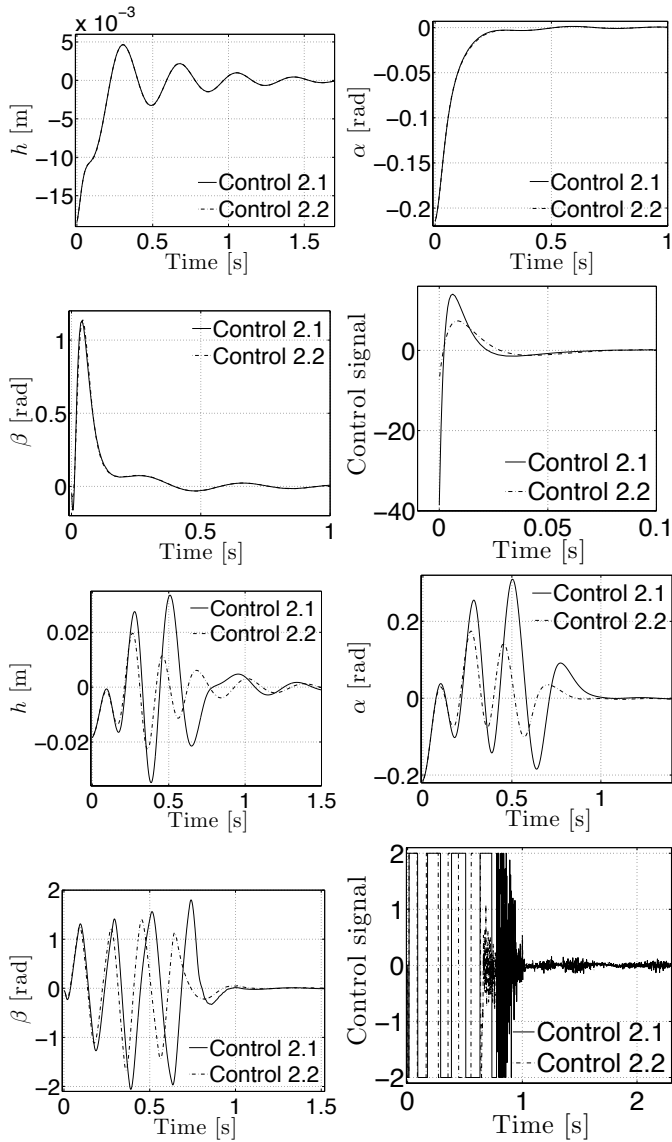 x 10⁻³
5
0
−5
−10
−15
h [m]
Control 2.1
Control 2.2
0 0.5 1 1.5
Time [s]
0
−0.05
−0.1
−0.15
−0.2
α [rad]
Control 2.1
Control 2.2
0 0.5 1
Time [s]
1
0.5
0
β [rad]
Control 2.1
Control 2.2
0 0.5 1
Time [s]
20
0
−20
−40
Control signal
Control 2.1
Control 2.2
0 0.05 0.1
Time [s]
0.02
0
−0.02
h [m]
Control 2.1
Control 2.2
0 0.5 1 1.5
Time [s]
0.2
0
−0.2
α [rad]
Control 2.1
Control 2.2
0 0.5 1
Time [s]
2
1
0
−1
−2
β [rad]
Control 2.1
Control 2.2
0 0.5 1 1.5
Time [s]
2
1
0
−1
−2
Control signal
Control 2.1
Control 2.2
0 1 2
Time [s]